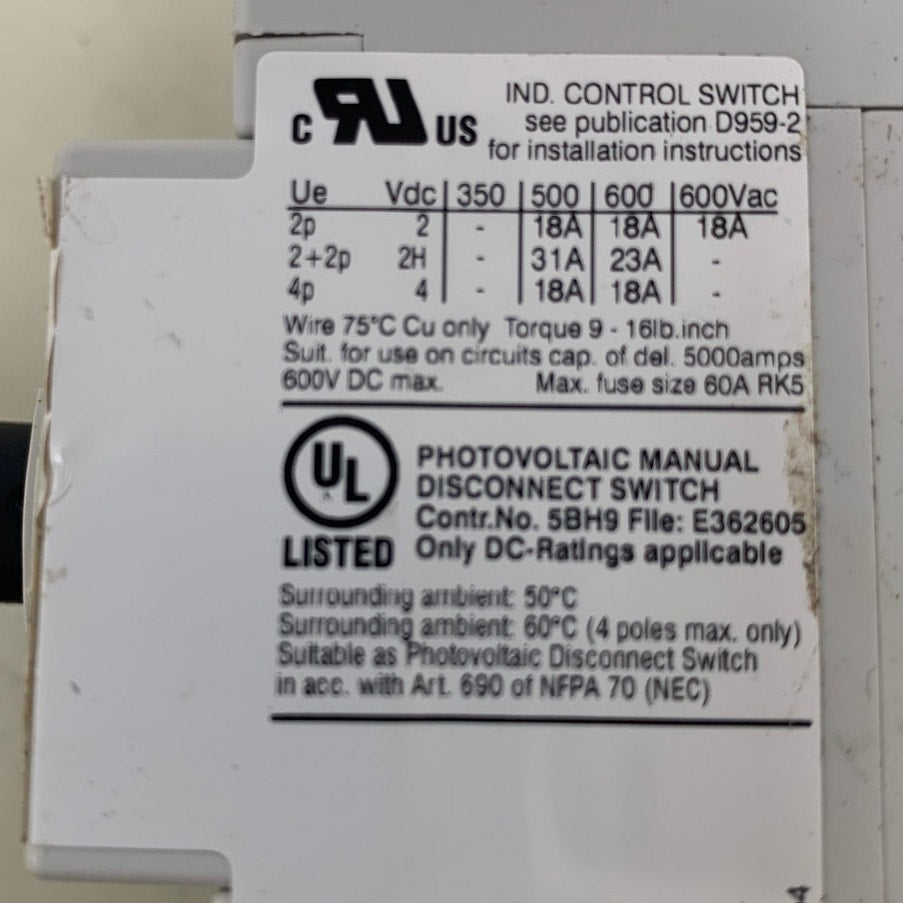 c RU US
IND. CONTROL SWITCH
see publication D959-2
for installation instructions
Ue Vdc 350 500 600 600Vac
2p 2 - 18A 18A 18A
2+2p 2H - 31A 23A -
4p 4 - 18A 18A -
Wire 75°C Cu only Torque 9 - 16lb.inch
Suit. for use on circuits cap. of del. 5000amps
600V DC max. Max. fuse size 60A RK5
UL
LISTED
PHOTOVOLTAIC MANUAL
DISCONNECT SWITCH
Contr.No. 5BH9 File: E362605
Only DC-Ratings applicable
Surrounding ambient: 50°C
Surrounding ambient: 60°C (4 poles max. only)
Suitable as Photovoltaic Disconnect Switch
in acc. with Art. 690 of NFPA 70 (NEC)